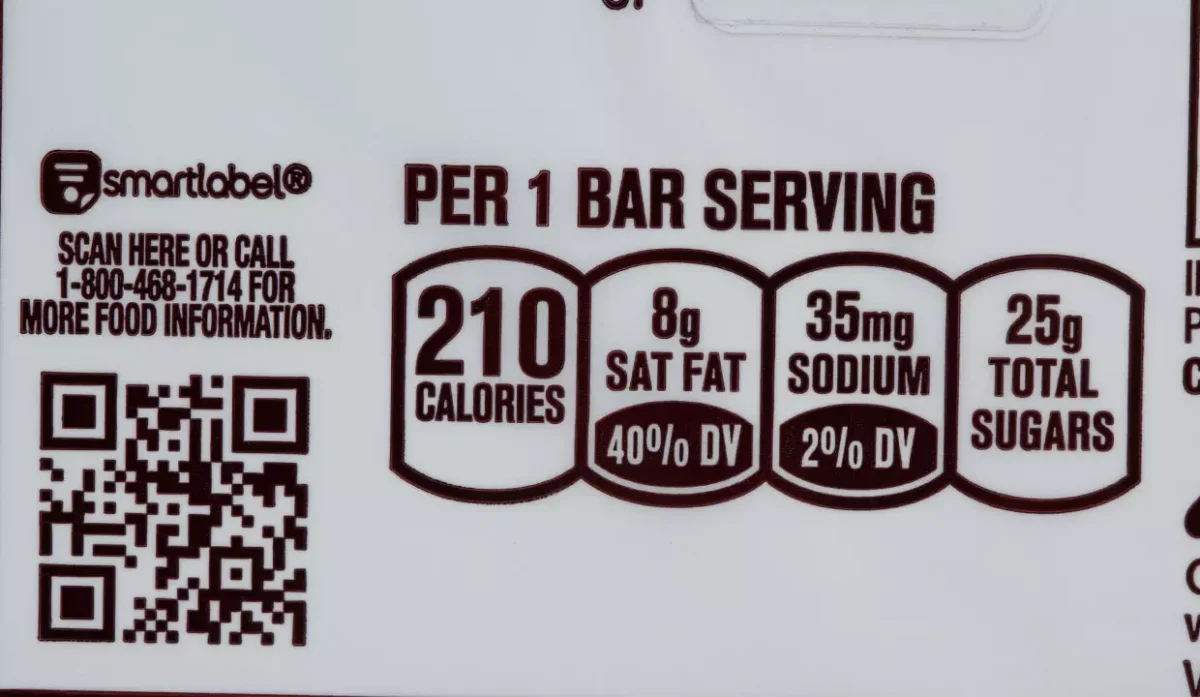 smartlabel®
SCAN HERE OR CALL
1-800-468-1714 FOR
MORE FOOD INFORMATION.
PER 1 BAR SERVING
210
CALORIES
8g
SAT FAT
40% DV
35mg
SODIUM
2% DV
25g
TOTAL
SUGARS